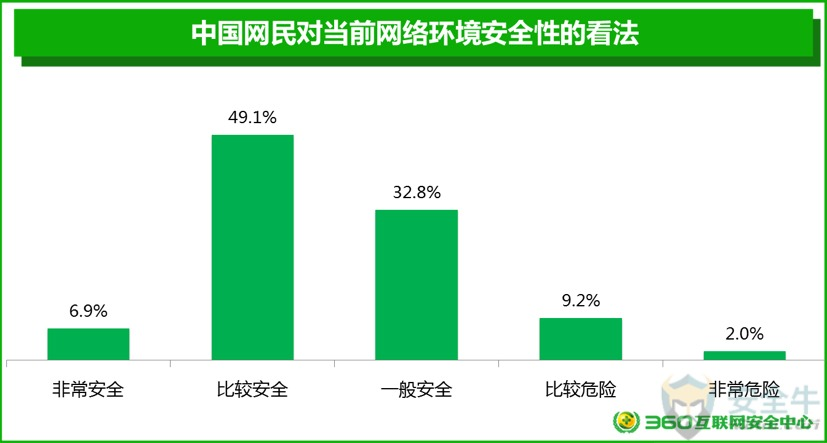 中国网民对当前网络环境安全性的看法
49.1%
32.8%
6.9%
9.2%
2.0%
非常安全 比较安全 一般安全 比较危险 非常危险
安全牛
360互联网安全中心